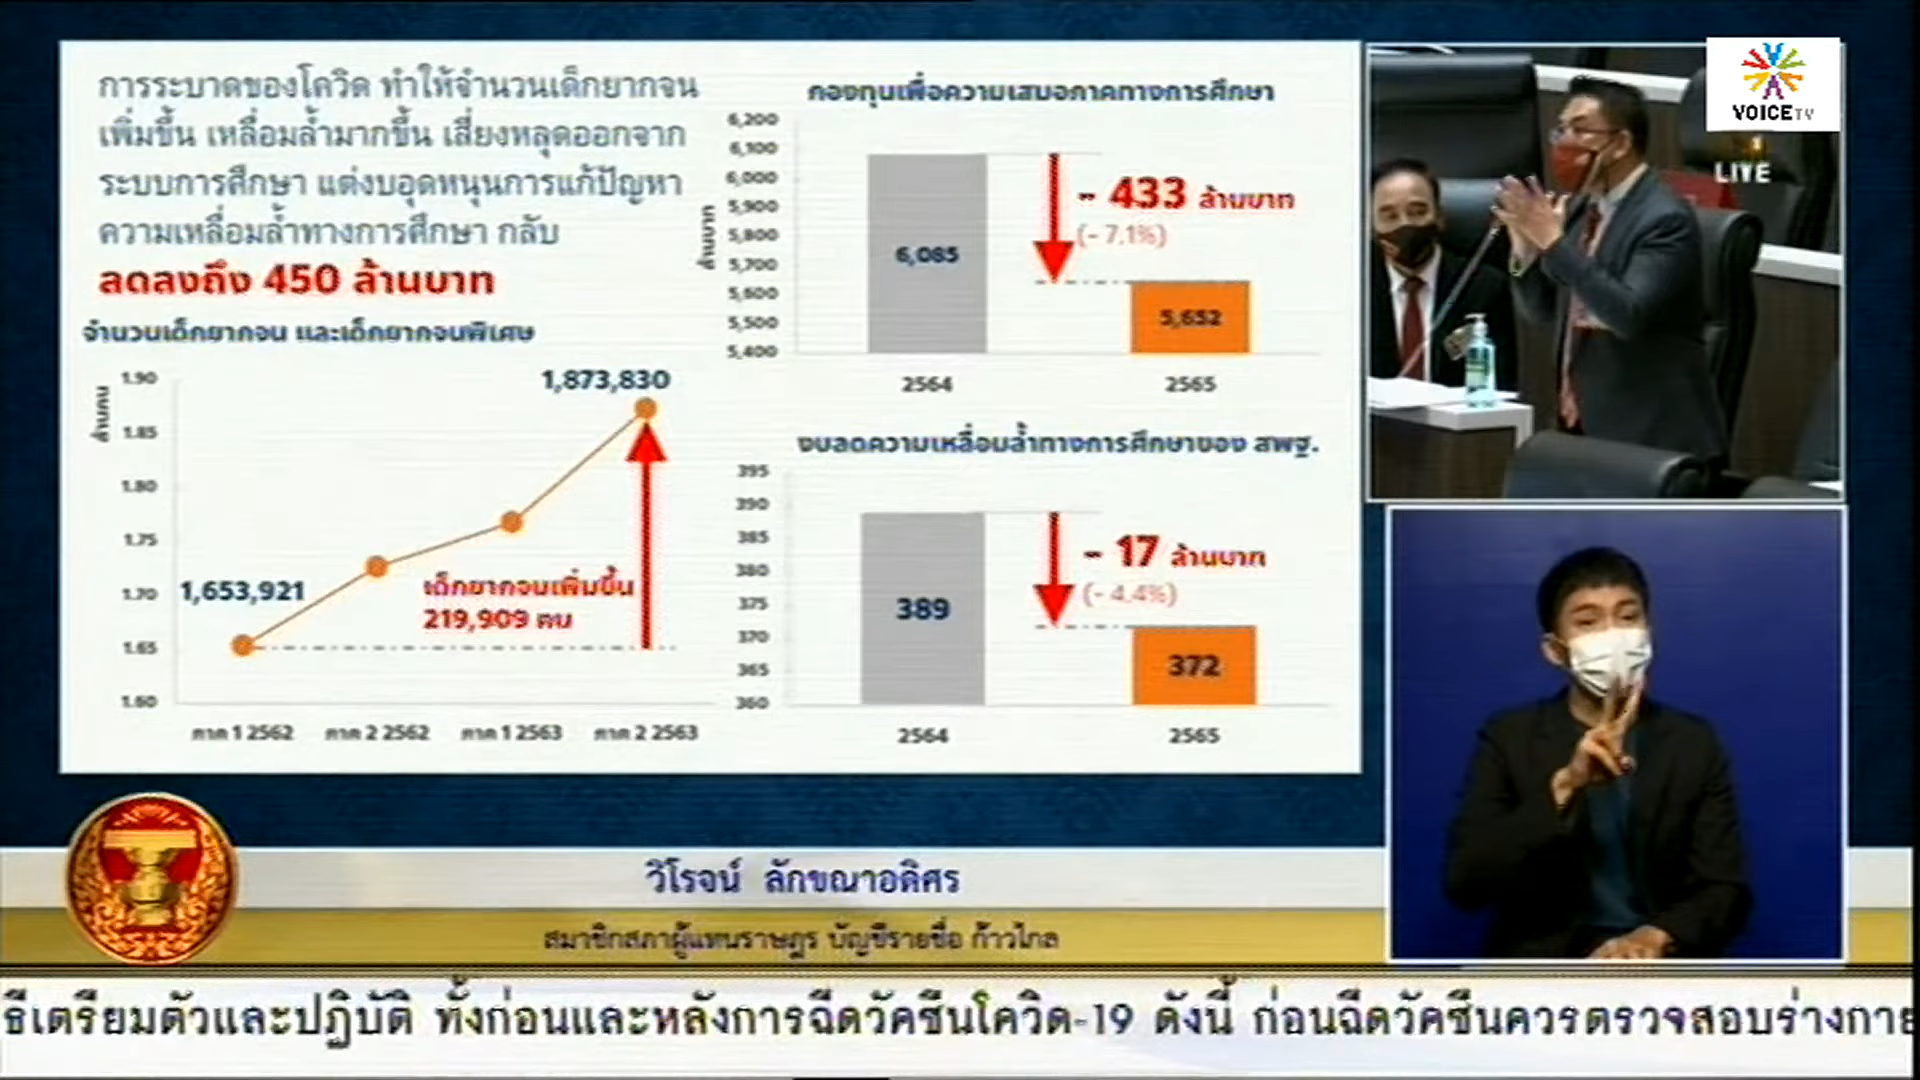 การระบาดของโควิด ทำให้จำนวนเด็กยากจน
เพิ่มขึ้น เหลื่อมล้ำมากขึ้น เสี่ยงหลุดออกจาก
ระบบการศึกษา แต่งบอุดหนุนการแก้ปัญหา
ความเหลื่อมล้ำทางการศึกษา กลับ
ลดลงถึง 450 ล้านบาท
จำนวนเด็กยากจน และเด็กยากจนพิเศษ
ล้านคน
1.90
1.85
1.80
1.75
1.70
1.65
1.60
1,873,830
1,653,921
เด็กยากจนเพิ่มขึ้น
219,909 คน
ภาค 1 2562 ภาค 2 2562 ภาค 1 2563 ภาค 2 2563
กองทุนเพื่อความเสมอภาคทางการศึกษา
ล้านบาท
6,200
6,100
6,000
5,900
5,800
5,700
5,600
5,500
5,400
6,085
- 433 ล้านบาท
(- 7.1%)
5,652
2564 2565
งบลดความเหลื่อมล้ำทางการศึกษาของ สพฐ.
395
390
385
380
375
370
365
360
389
- 17 ล้านบาท
(- 4.4%)
372
2564 2565
VOICE TV
LIVE
วิโรจน์ ลักขณาอดิศร
สมาชิกสภาผู้แทนราษฎร บัญชีรายชื่อ ก้าวไกล
ธีเตรียมตัวและปฏิบัติ ทั้งก่อนและหลังการฉีดวัคซีนโควิด-19 ดังนี้ ก่อนฉีดวัคซีนควรตรวจสอบร่างกาย